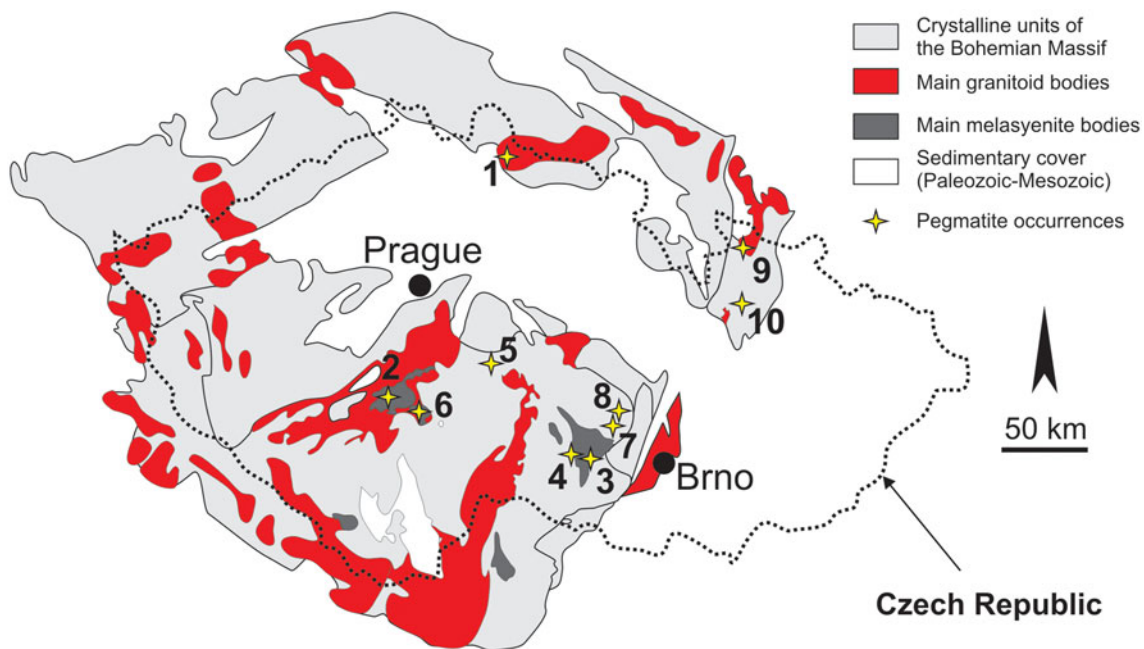 Crystalline units of
the Bohemian Massif
Main granitoid bodies
Main melasyenite bodies
Sedimentary cover
(Paleozoic-Mesozoic)
Pegmatite occurrences
1
Prague
9
10
5
2
6
8
7
4
3
Brno
50 km
Czech Republic